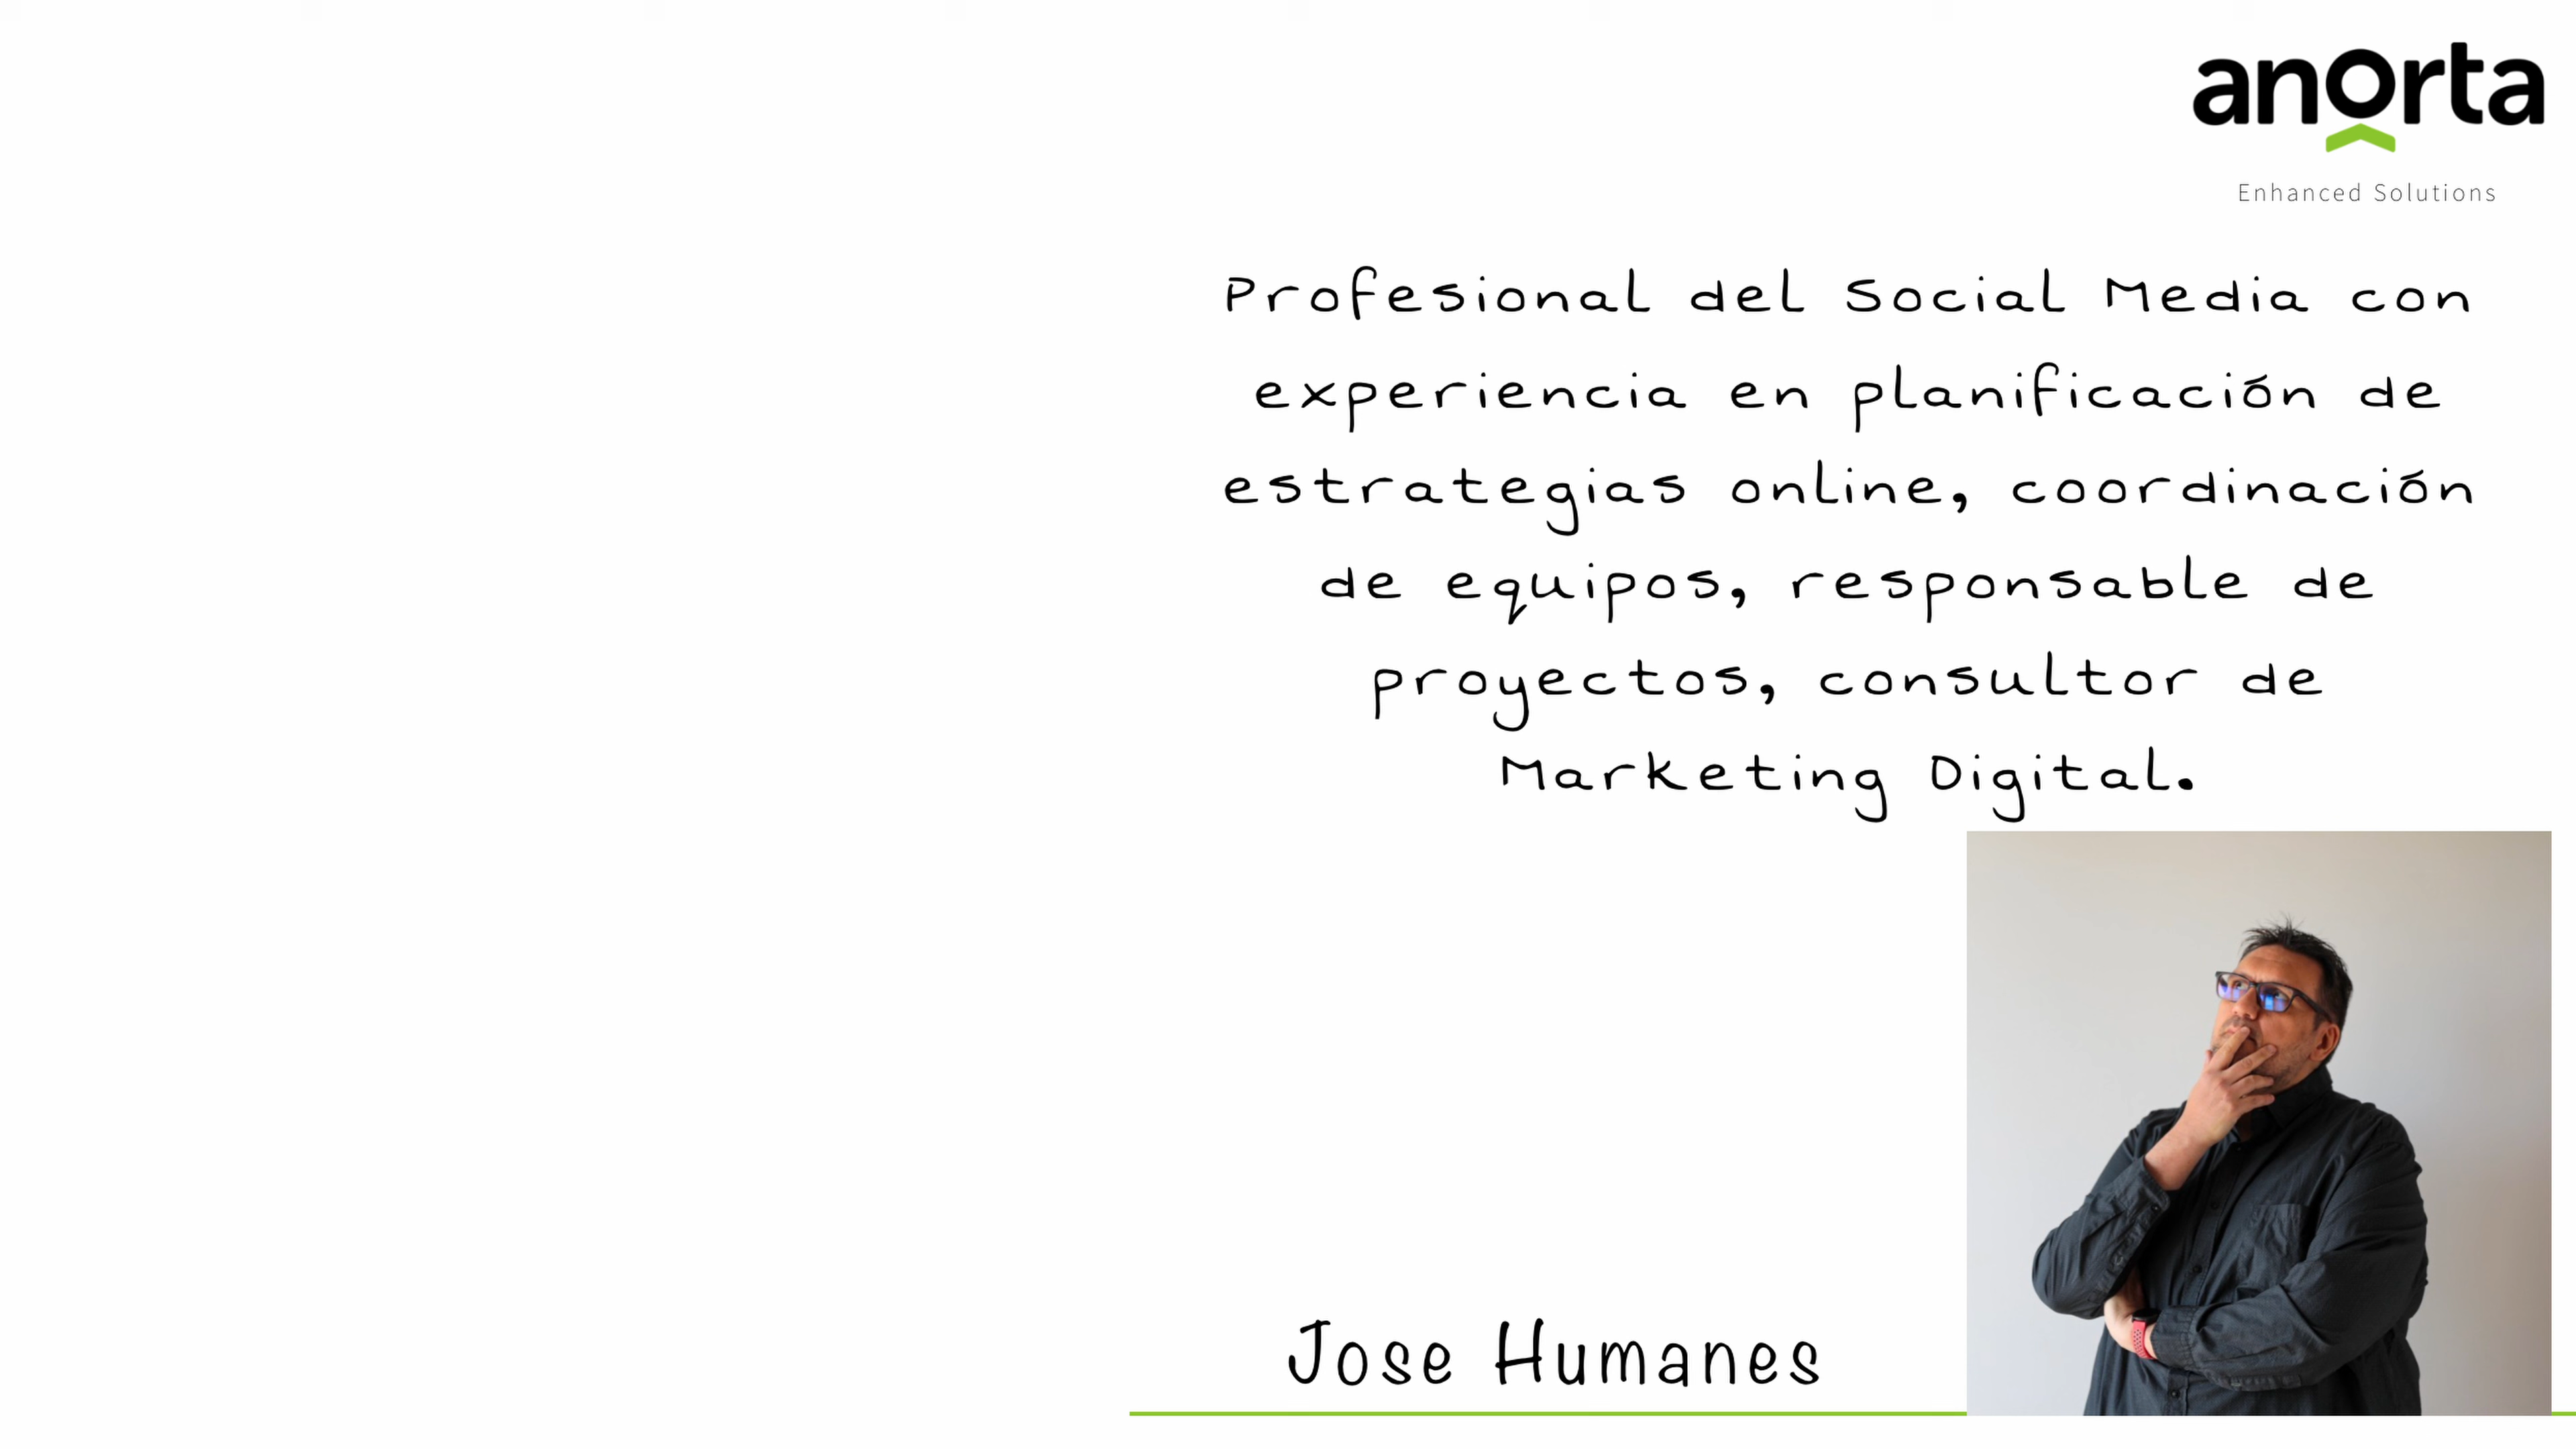 anorta
Enhanced Solutions
Profesional del Social Media con
experiencia en planificación de
estrategias online, coordinación
de equipos, responsable de
proyectos, consultor de
Marketing Digital.
Jose Humanes